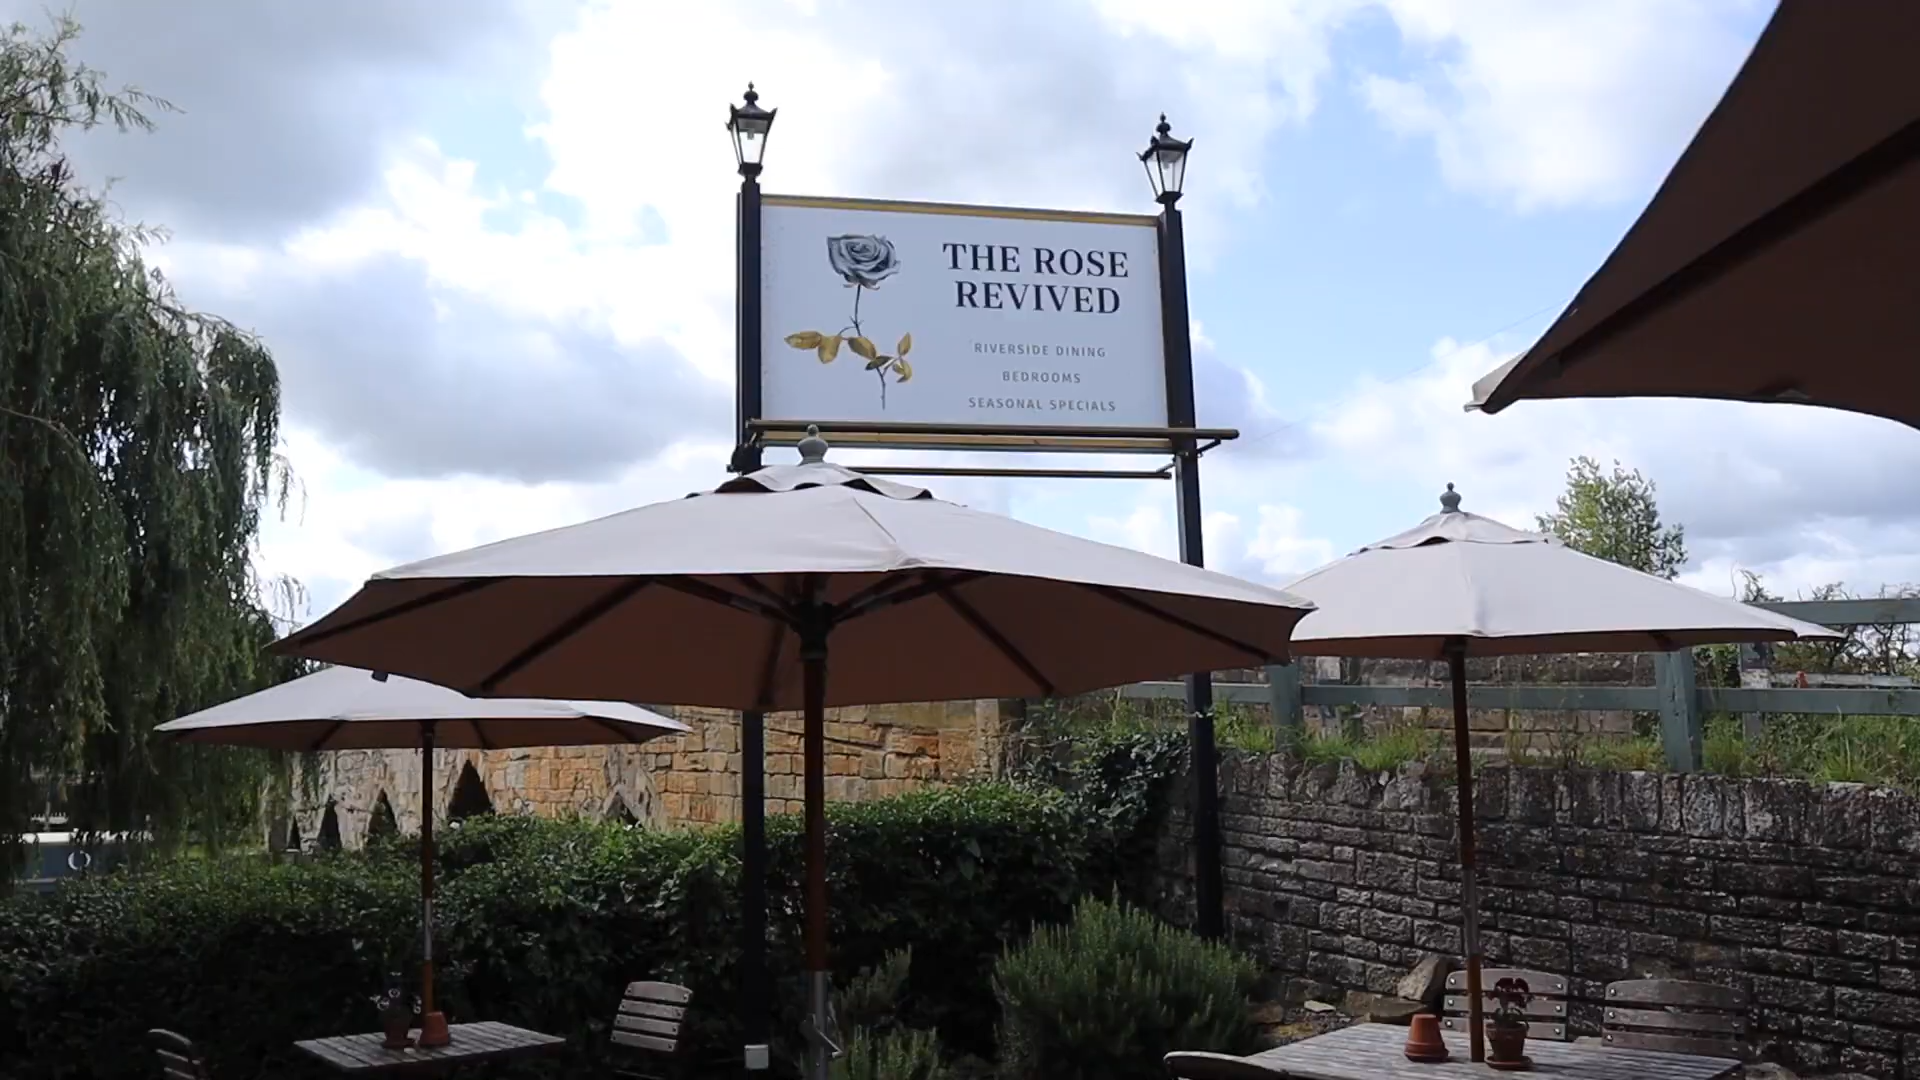 THE ROSE
REVIVED
RIVERSIDE DINING
BEDROOMS
SEASONAL SPECIALS